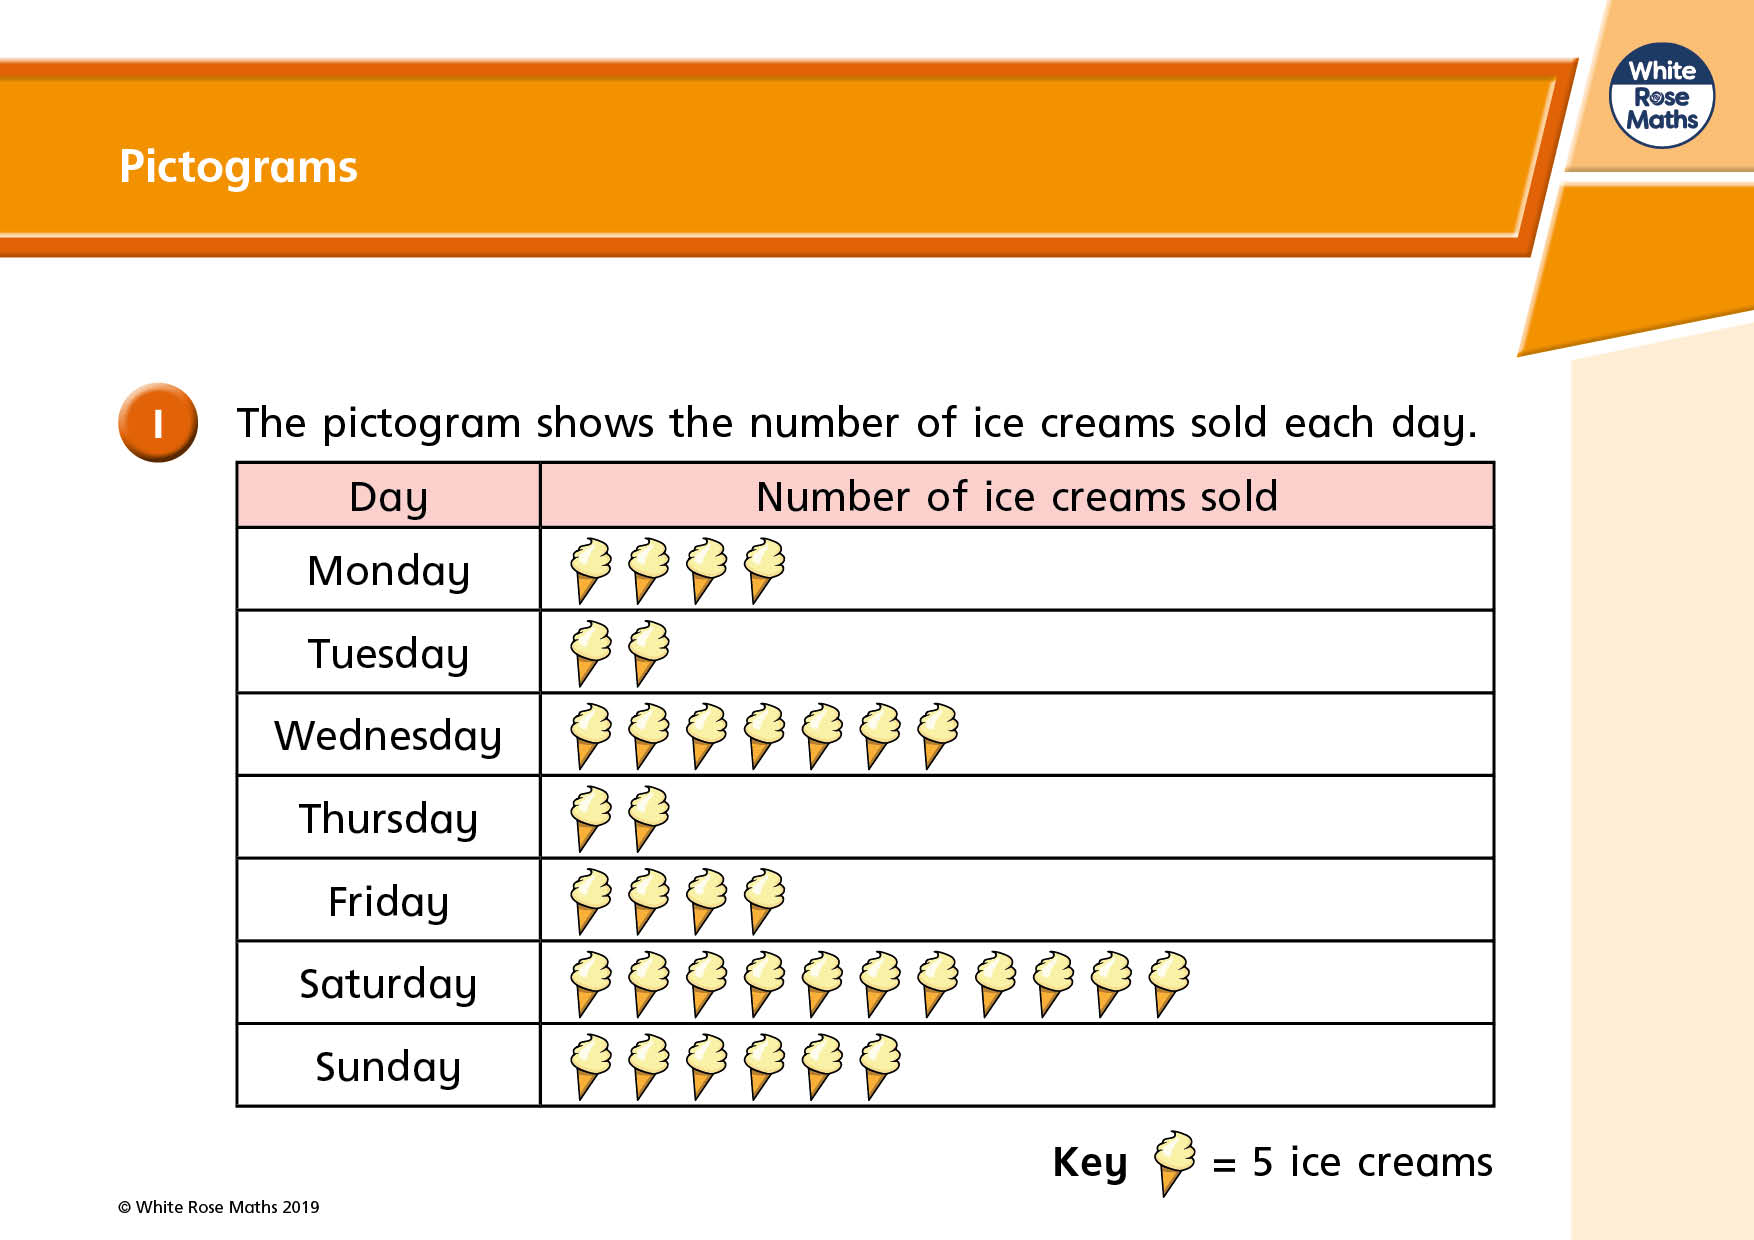 White
Rose
Maths
Pictograms
1 The pictogram shows the number of ice creams sold each day.
Day Number of ice creams sold
Monday
Tuesday
Wednesday
Thursday
Friday
Saturday
Sunday
Key = 5 ice creams
© White Rose Maths 2019